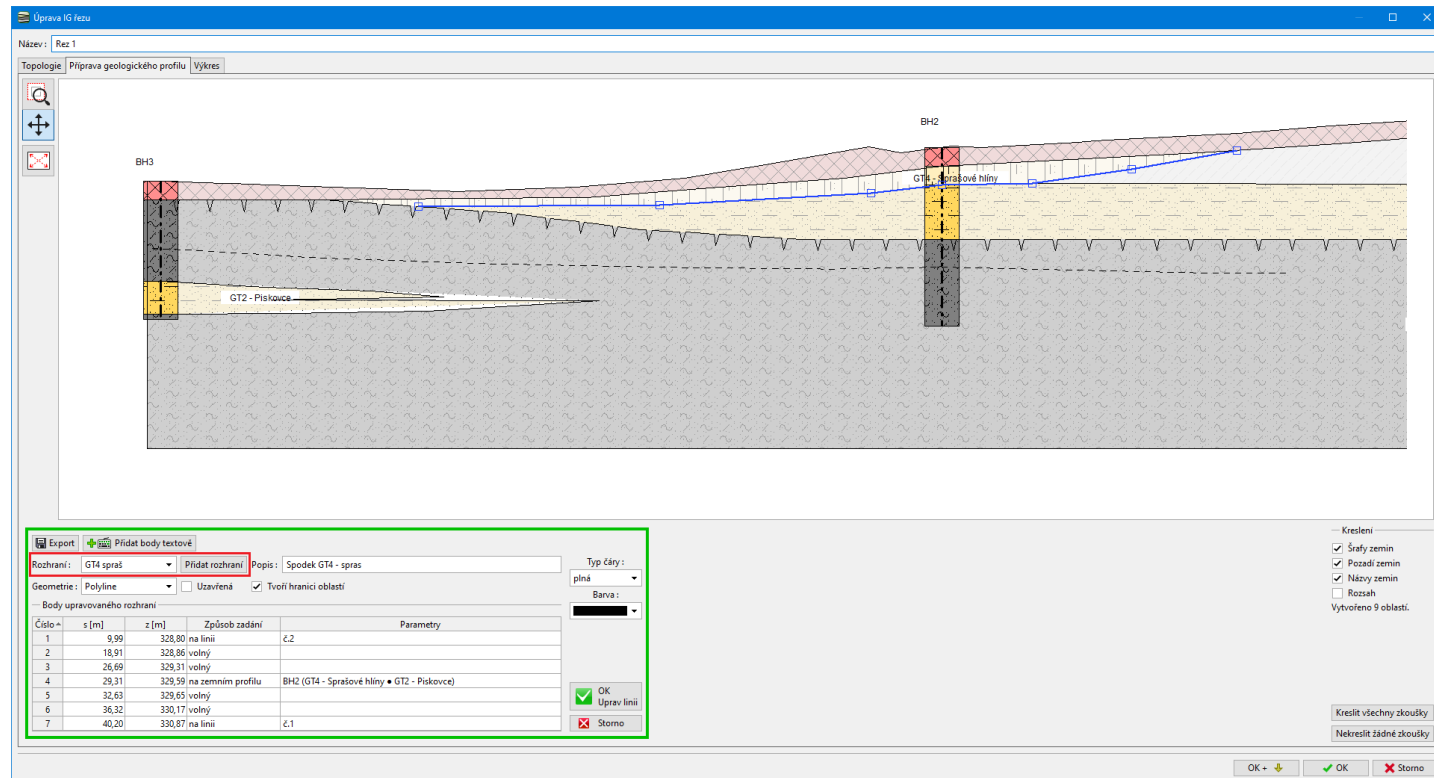 Úprava IG řezu
Název : Rez 1
Topologie Příprava geologického profilu Výkres
BH2
BH3
GT4 - Sprašové hlíny
GT2 - Piskovce
Export Přidat body textově
Rozhraní : GT4 spraš Přidat rozhraní Popis : Spodek GT4 - spras
Geometrie : Polyline Uzavřená Tvoří hranici oblastí
Typ čáry :
plná
Barva :
Body upravovaného rozhraní
Číslo s [m] z [m] Způsob zadání Parametry
1 9,99 328,80 na linii č.2
2 18,91 328,86 volný
3 26,69 329,31 volný
4 29,31 329,59 na zemním profilu BH2 (GT4 - Sprašové hlíny ● GT2 - Piskovce)
5 32,63 329,65 volný
6 36,32 330,17 volný
7 40,20 330,87 na linii č.1
OK
Uprav linii
Storno
Kreslení
Šrafy zemin
Pozadí zemin
Názvy zemin
Rozsah
Vytvořeno 9 oblastí.
Kreslit všechny zkoušky
Nekreslit žádné zkoušky
OK + OK Storno